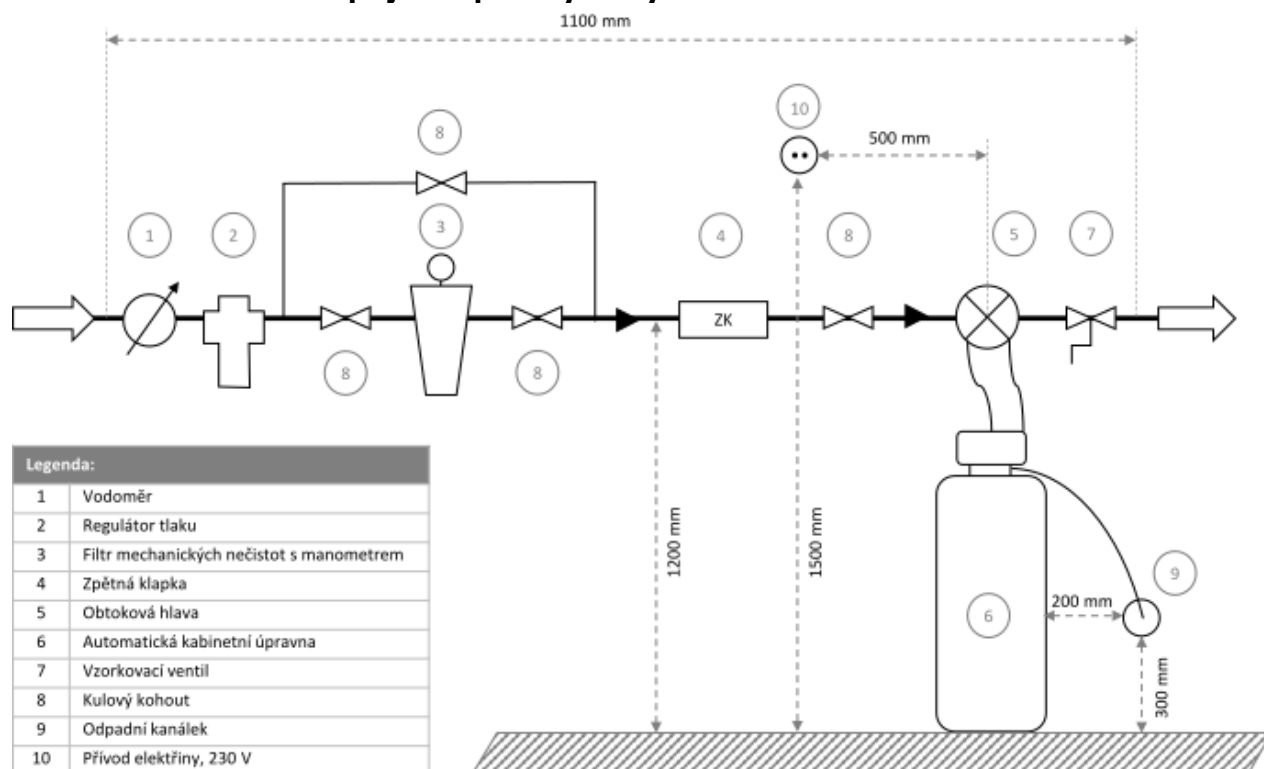 1100 mm
10
8
500 mm
1
2
3
4
8
5
7
ZK
8
8
Legenda:
1 Vodoměr
2 Regulátor tlaku
3 Filtr mechanických nečistot s manometrem
4 Zpětná klapka
5 Obtoková hlava
6 Automatická kabinetní úpravna
7 Vzorkovací ventil
8 Kulový kohout
9 Odpadní kanálek
10 Přívod elektřiny, 230 V
1200 mm
1500 mm
9
200 mm
6
300 mm